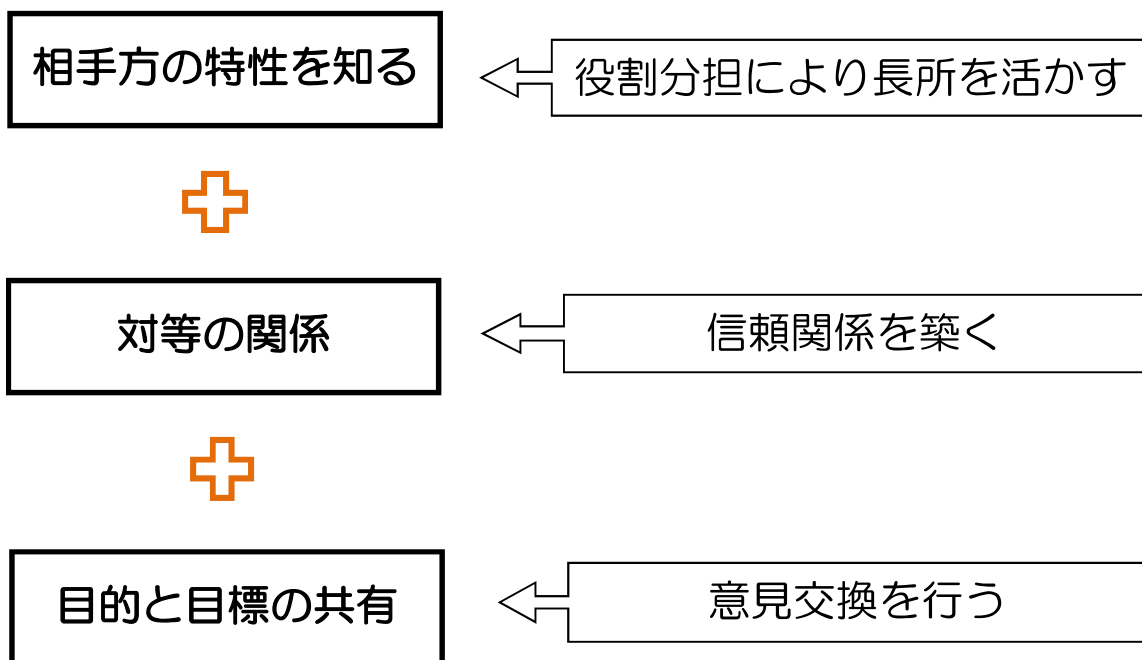 相手方の特性を知る
役割分担により長所を活かす
対等の関係
信頼関係を築く
目的と目標の共有
意見交換を行う